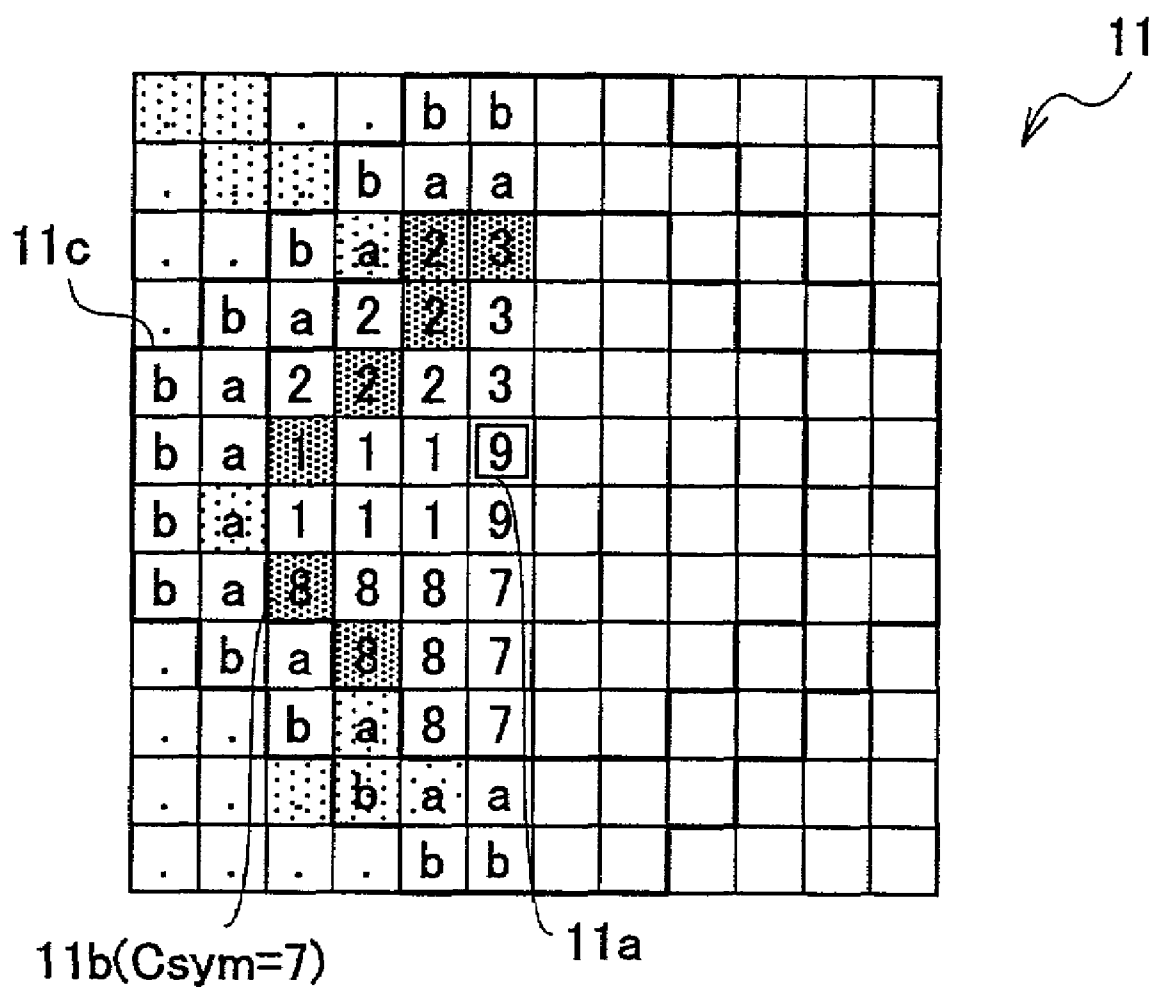 11
. . . . b b
. . . b a a
11c
. . b a 2 3
. b a 2 2 3
b a 2 2 2 3
b a 1 1 1 9
b a 1 1 1 9
b a 8 8 8 7
. b a 8 8 7
. . b a 8 7
. . . b a a
. . . . b b
11b(Csym=7)
11a